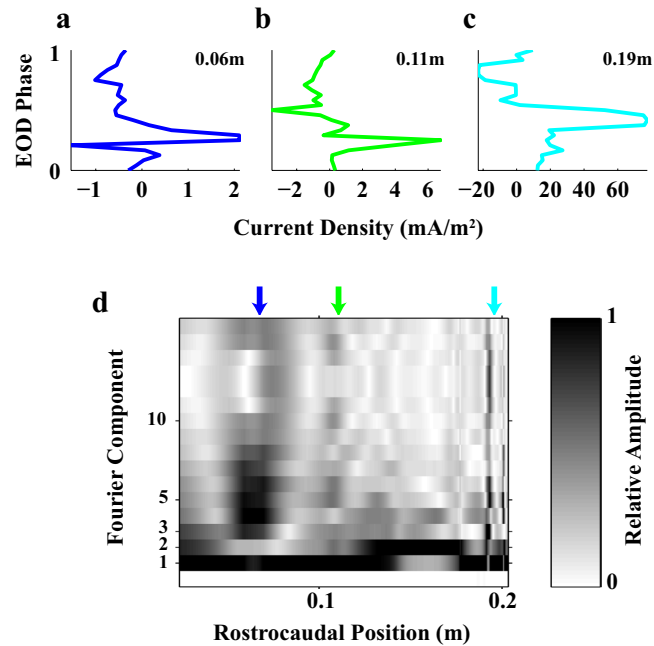 a
b
c
1
0.06m
0.11m
0.19m
EOD Phase
0
−1 0 1 2
−2 0 2 4 6
−20 0 20 40 60
Current Density (mA/m²)
d
1
10
5
3
2
1
Fourier Component
0.1 0.2
Rostrocaudal Position (m)
0
Relative Amplitude